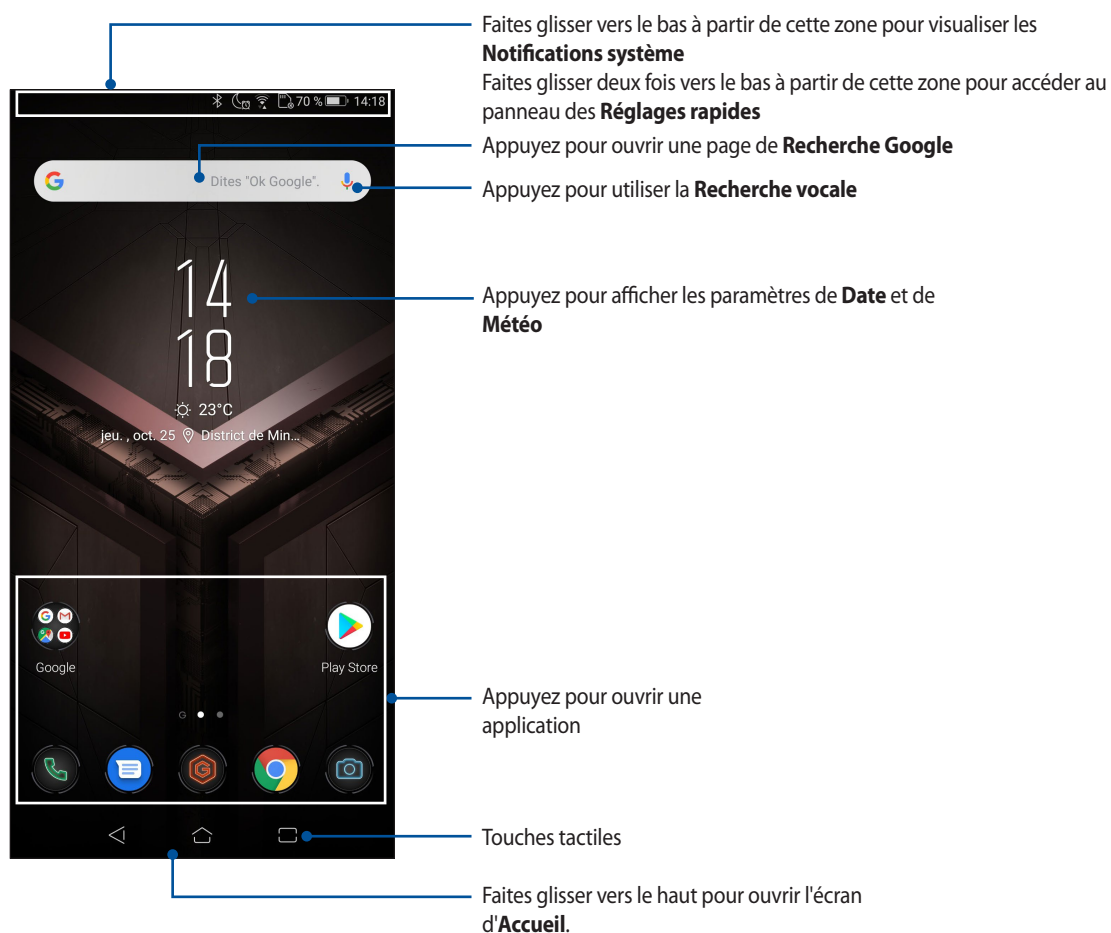 Faites glisser vers le bas à partir de cette zone pour visualiser les
Notifications système
Faites glisser deux fois vers le bas à partir de cette zone pour accéder au
panneau des Réglages rapides
70 % 14:18
Appuyez pour ouvrir une page de Recherche Google
Dites "Ok Google".
Appuyez pour utiliser la Recherche vocale
14
18
Appuyez pour afficher les paramètres de Date et de
Météo
23°C
jeu. , oct. 25 District de Min...
Google
Play Store
Appuyez pour ouvrir une
application
G
Touches tactiles
Faites glisser vers le haut pour ouvrir l'écran
d'Accueil.